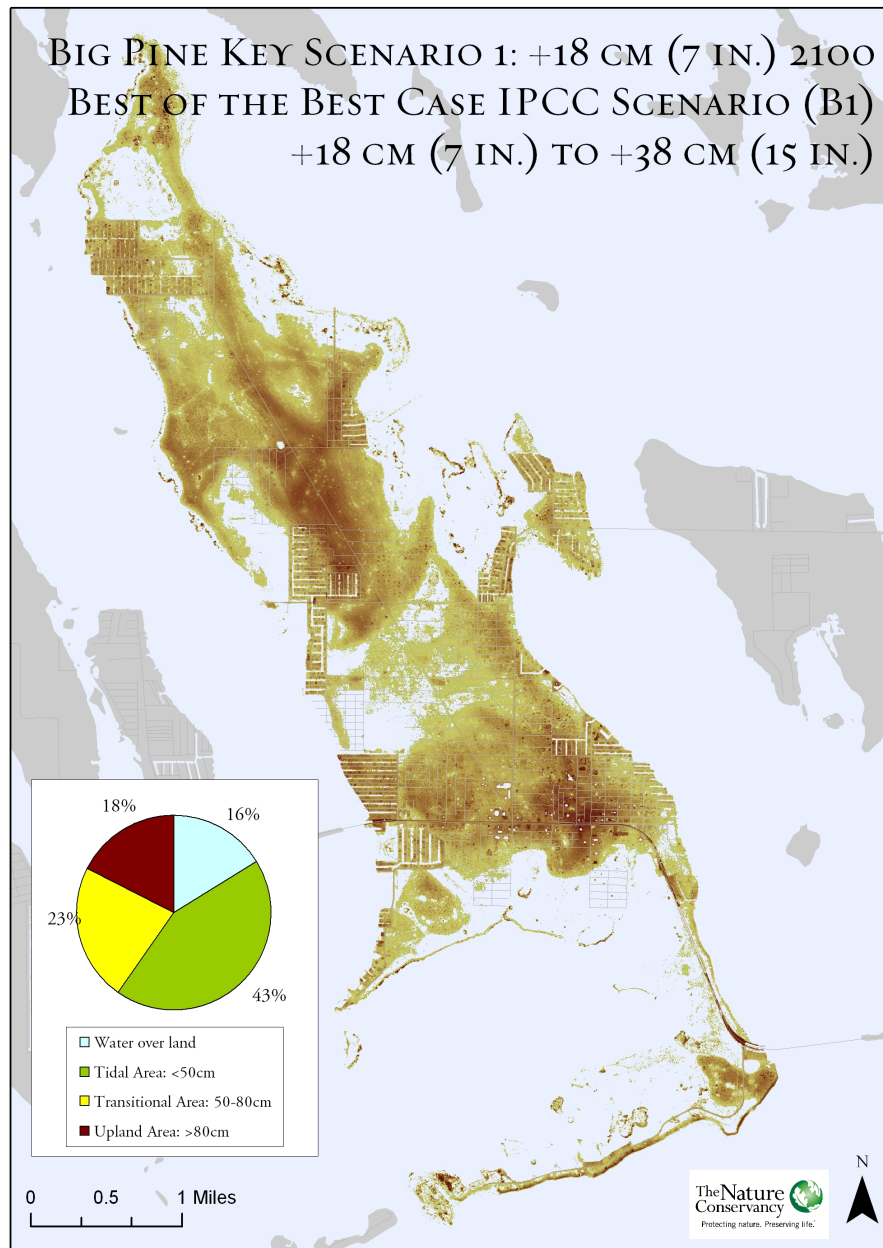 Big Pine Key Scenario 1: +18 cm (7 in.) 2100
Best of the Best Case IPCC Scenario (B1)
+18 cm (7 in.) to +38 cm (15 in.)
18%
16%
23%
43%
Water over land
Tidal Area: <50cm
Transitional Area: 50-80cm
Upland Area: >80cm
0 0.5 1 Miles
The Nature
Conservancy
Protecting nature. Preserving life.
N